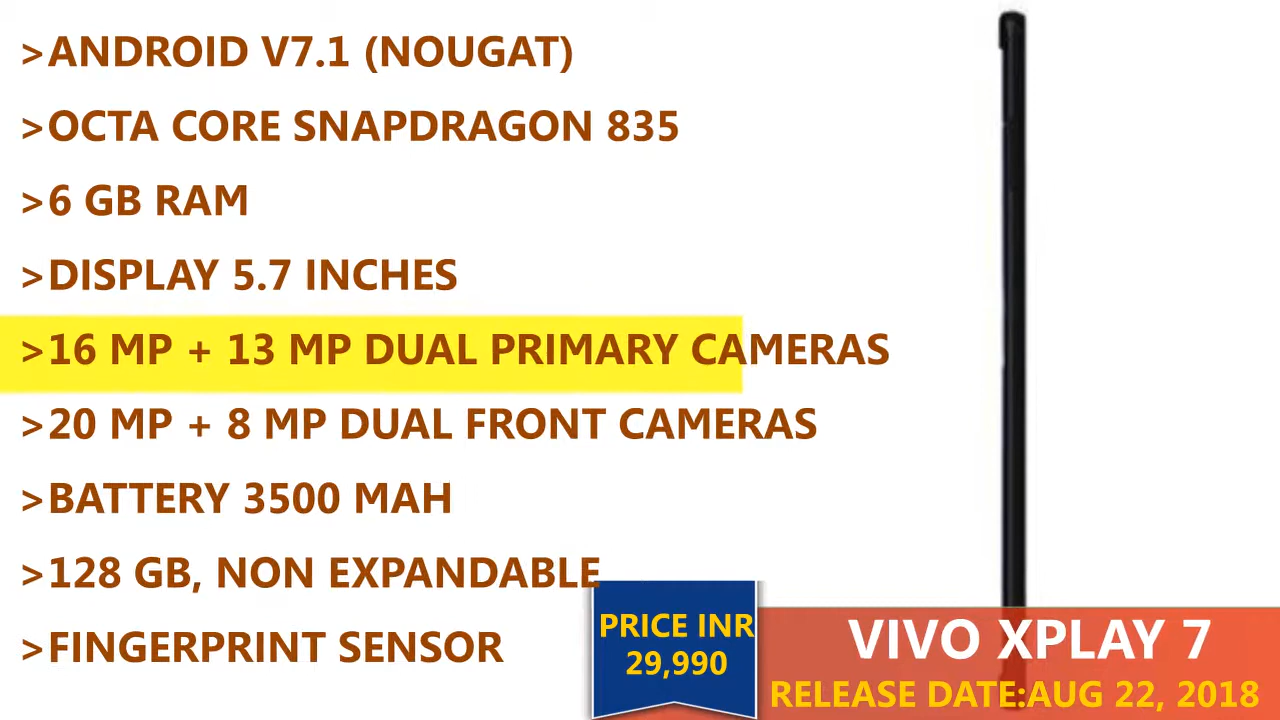 >ANDROID V7.1 (NOUGAT)
>OCTA CORE SNAPDRAGON 835
>6 GB RAM
>DISPLAY 5.7 INCHES
>16 MP + 13 MP DUAL PRIMARY CAMERAS
>20 MP + 8 MP DUAL FRONT CAMERAS
>BATTERY 3500 MAH
>128 GB, NON EXPANDABLE
>FINGERPRINT SENSOR
PRICE INR
29,990
VIVO XPLAY 7
RELEASE DATE:AUG 22, 2018